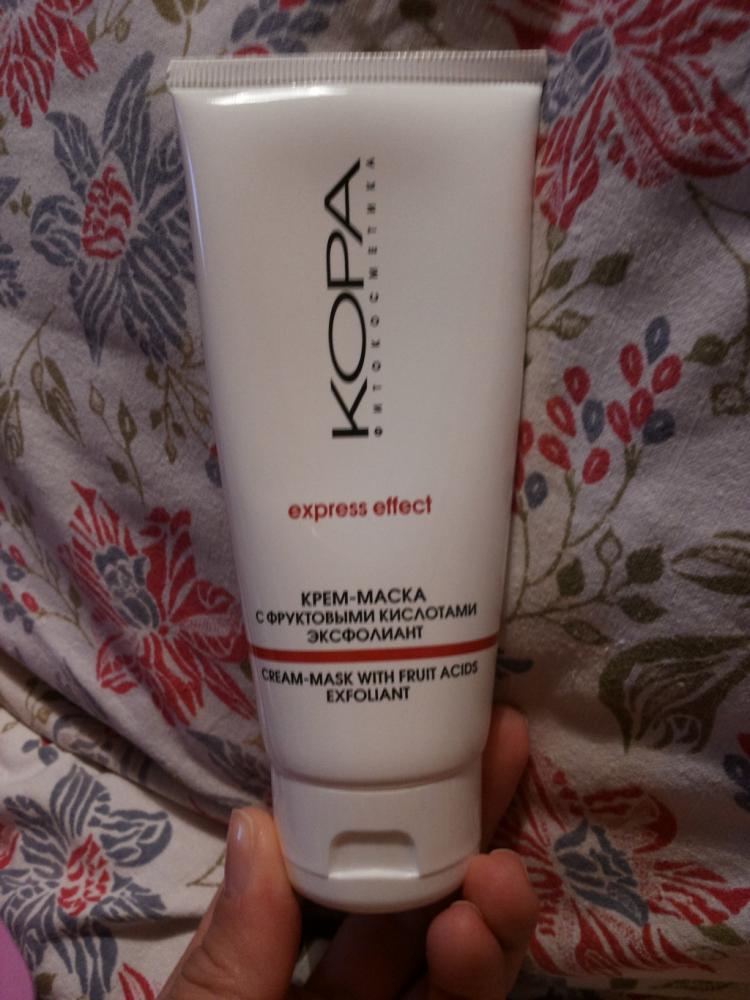 КОРА
ФИТОКОСМЕТИКА
express effect
КРЕМ-МАСКА
С ФРУКТОВЫМИ КИСЛОТАМИ
ЭКСФОЛИАНТ
CREAM-MASK WITH FRUIT ACIDS
EXFOLIANT